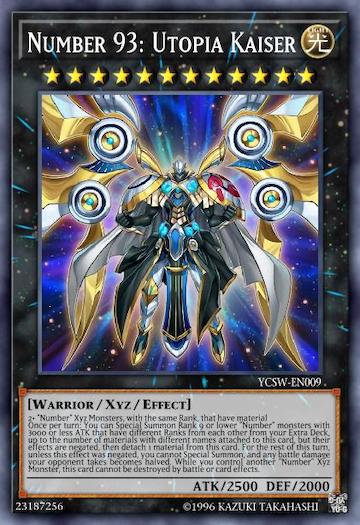 NUMBER 93: UTOPIA KAISER
LIGHT
光
YCSW-EN009
[WARRIOR / XYZ / EFFECT]
2+ "Number" Xyz Monsters, with the same Rank, that have material
Once per turn: You can Special Summon Rank 9 or lower "Number" monsters with
3000 or less ATK that have different Ranks from each other from your Extra Deck,
up to the number of materials with different names attached to this card, but their
effects are negated, then detach 1 material from this card. For the rest of this turn,
unless this effect was negated, you cannot Special Summon, and any battle damage
your opponent takes becomes halved. While you control another "Number" Xyz
Monster, this card cannot be destroyed by battle or card effects.
ATK/2500 DEF/2000
23187256
©1996 KAZUKI TAKAHASHI